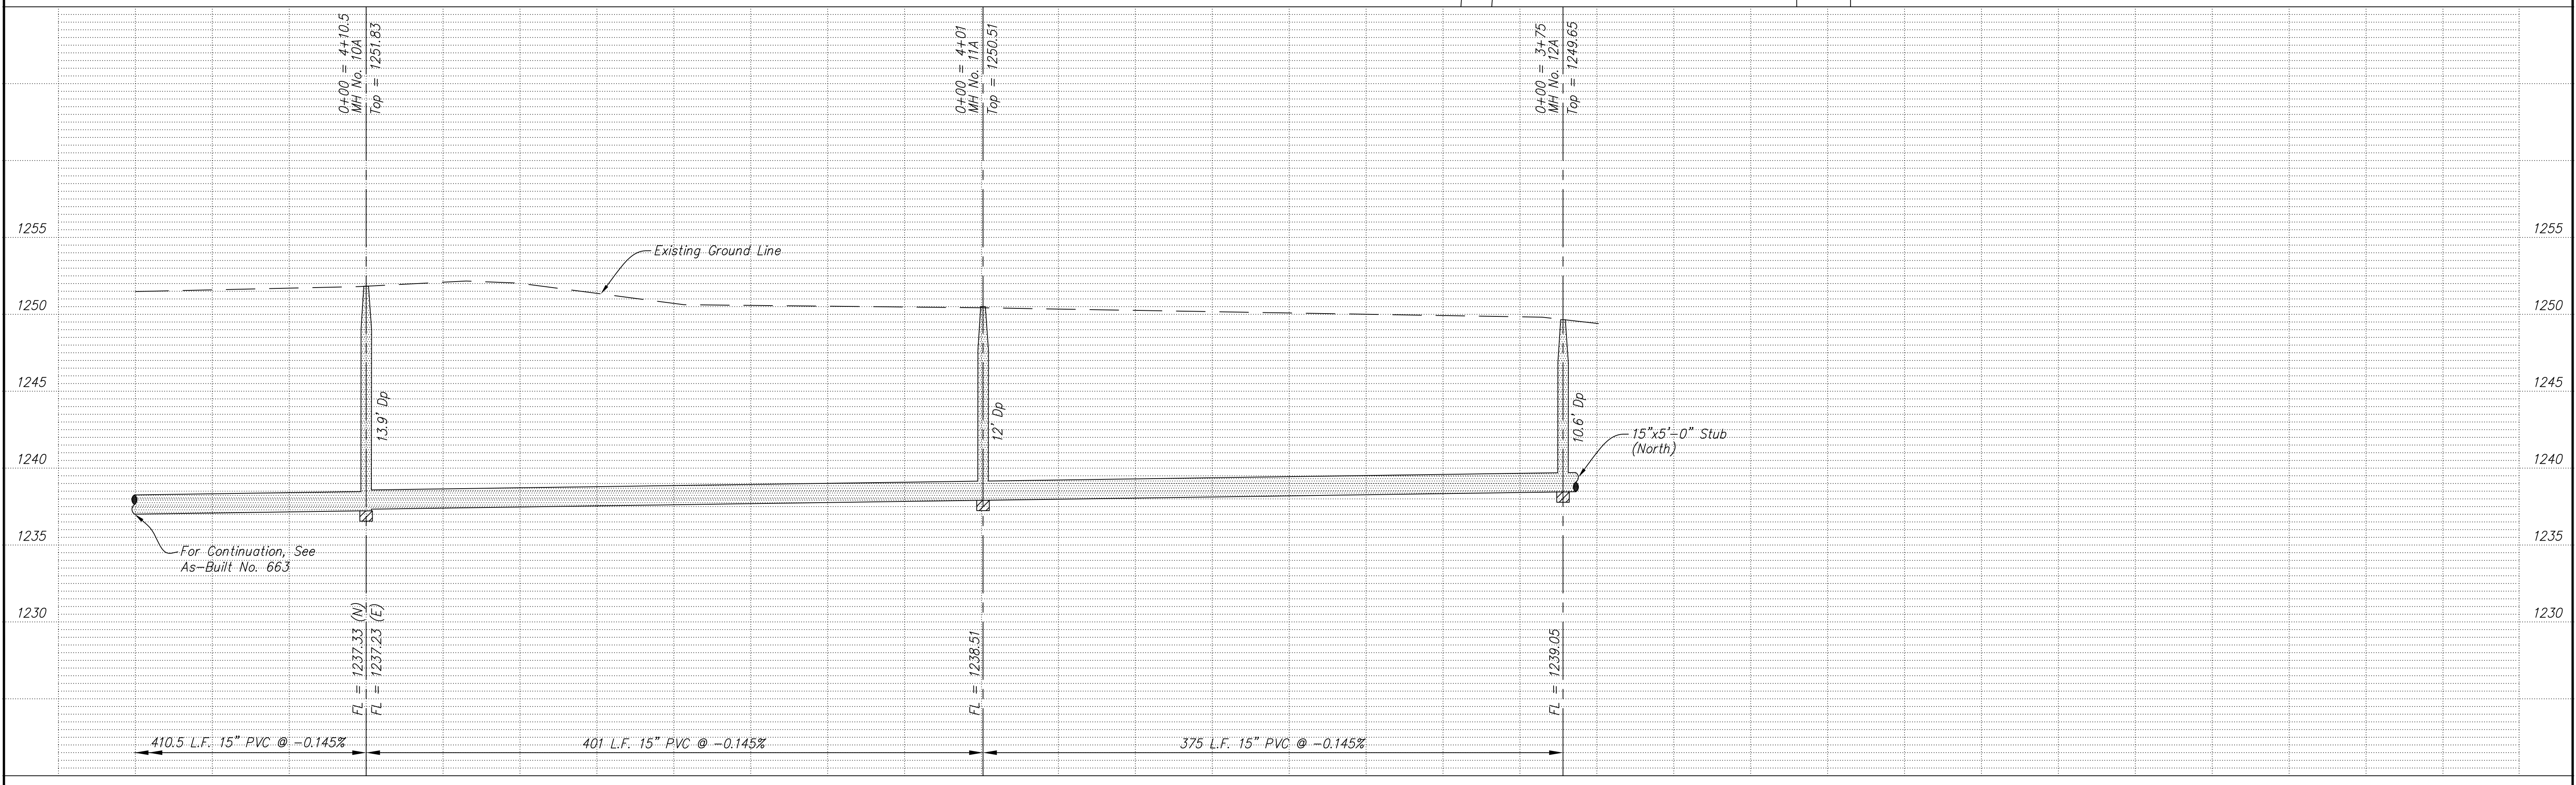 0+00 = 4+10.5
MH No. 10A
Top = 1251.83
0+00 = 4+01
MH No. 11A
Top = 1250.51
0+00 = 3+75
MH No. 12A
Top = 1249.65
1255
1255
Existing Ground Line
1250
1250
1245
1245
13.9' Dp
12' Dp
10.6' Dp
15"x5'-0" Stub
(North)
1240
1240
1235
1235
For Continuation, See
As-Built No. 663
1230
1230
FL = 1237.33 (N)
FL = 1237.23 (E)
FL = 1238.51
FL = 1239.05
410.5 L.F. 15" PVC @ -0.145%
401 L.F. 15" PVC @ -0.145%
375 L.F. 15" PVC @ -0.145%